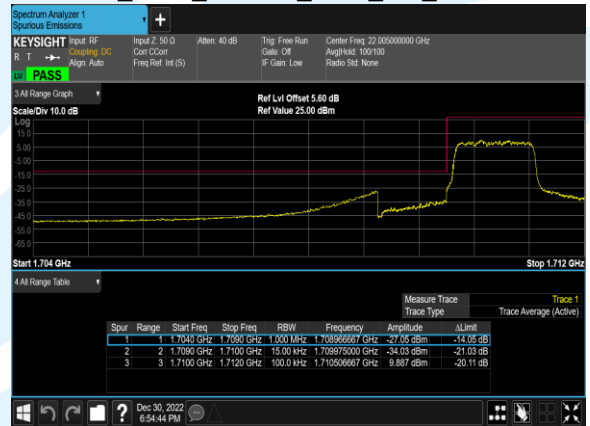 Spectrum Analyzer 1
Spurious Emissions
KEYSIGHT Input: RF Input Z: 50 Ω Atten: 40 dB Trig: Free Run Center Freq: 22.005000000 GHz
R T Coupling: DC Corr CCorr Gate: Off Avg|Hold: 100/100
Align: Auto Freq Ref: Int (S) IF Gain: Low Radio Std: None
PASS
3 All Range Graph
Ref Lvl Offset 5.60 dB
Scale/Div 10.0 dB Ref Value 25.00 dBm
Log
15.0
5.00
-5.00
-15.0
-25.0
-35.0
-45.0
-55.0
-65.0
Start 1.704 GHz Stop 1.712 GHz
4 All Range Table
Measure Trace Trace 1
Trace Type Trace Average (Active)
Spur Range Start Freq Stop Freq RBW Frequency Amplitude ΔLimit
1 1 1.7040 GHz 1.7090 GHz 1.000 MHz 1.708966667 GHz -27.05 dBm -14.05 dB
2 2 1.7090 GHz 1.7100 GHz 15.00 kHz 1.709975000 GHz -34.03 dBm -21.03 dB
3 3 1.7100 GHz 1.7120 GHz 100.0 kHz 1.710506667 GHz 9.887 dBm -20.11 dB
Dec 30, 2022
6:54:44 PM